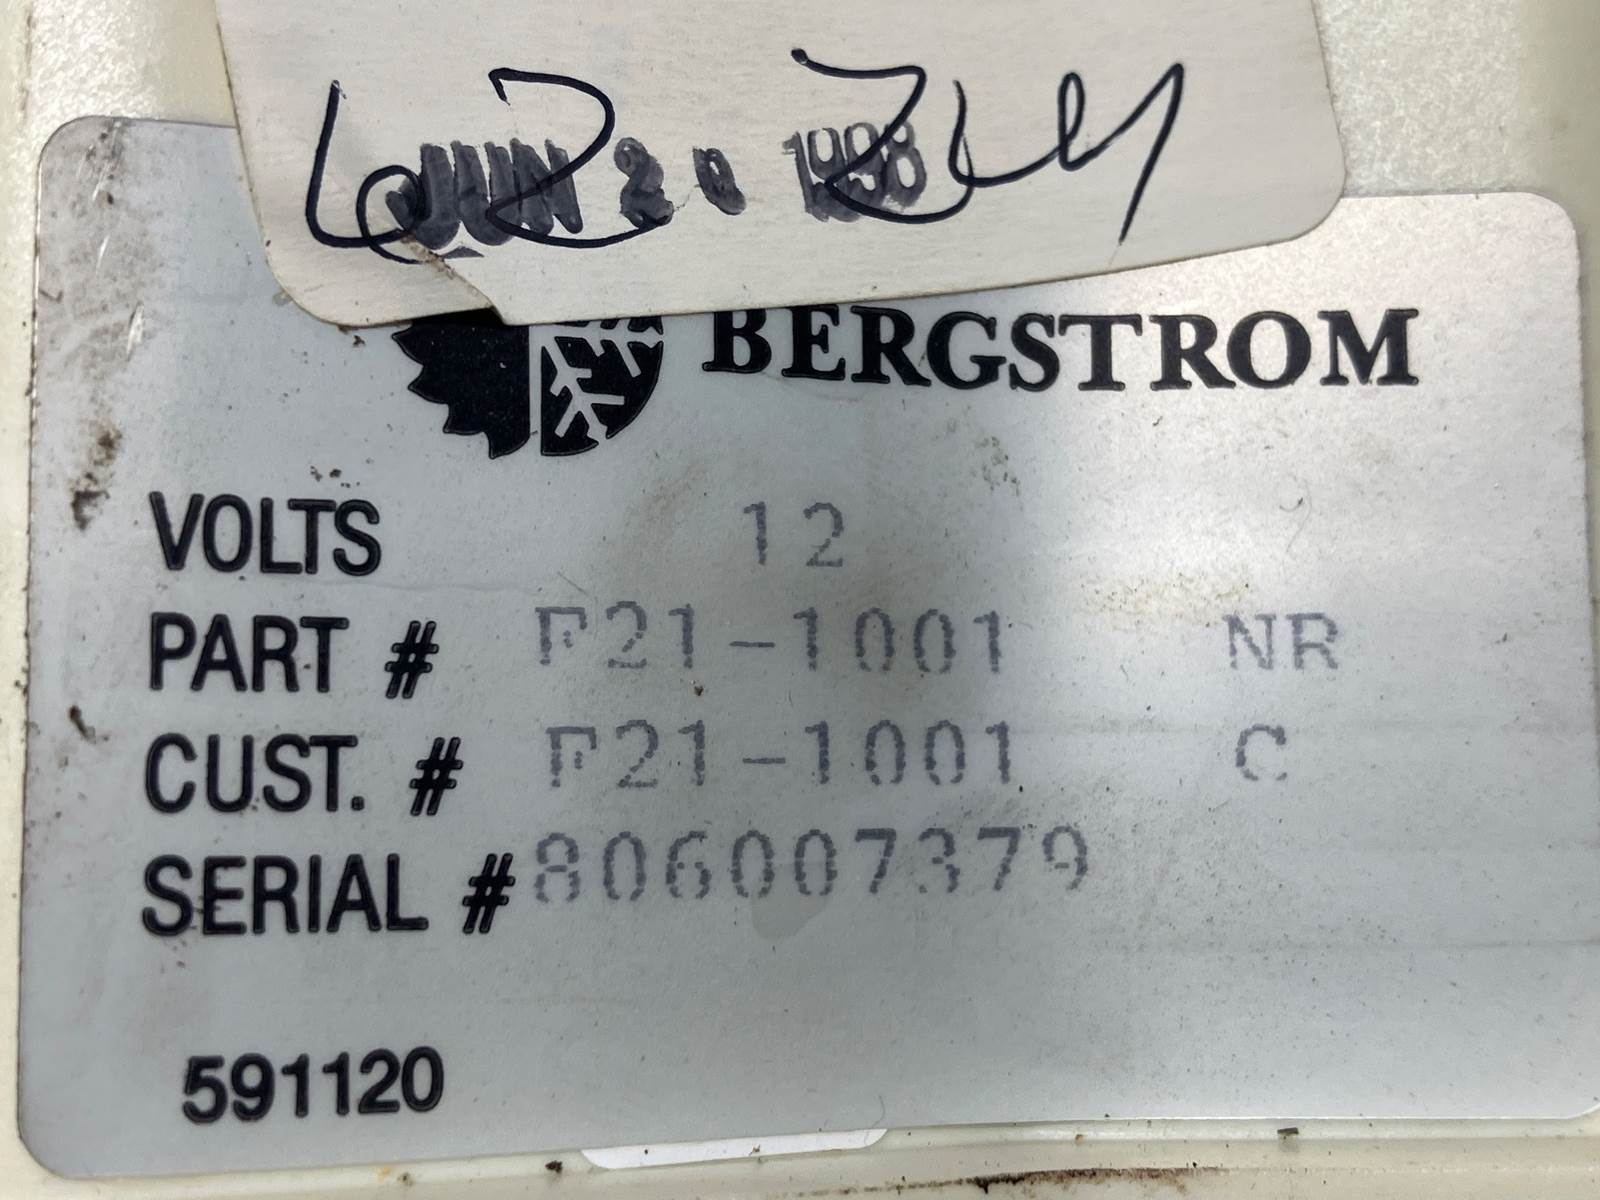 JUN 20 1998
BERGSTROM
VOLTS 12
PART # F21-1001 NR
CUST. # F21-1001 C
SERIAL # 806007379
591120